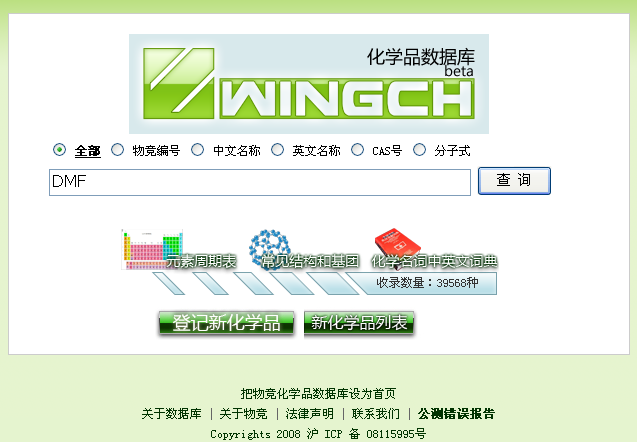 化学品数据库
beta
WINGCH
全部 物竞编号 中文名称 英文名称 CAS号 分子式
DMF 查 询
元素周期表 常见结构和基团 化学名词中英文词典
收录数量：39568种
登记新化学品 新化学品列表
把物竞化学品数据库设为首页
关于数据库 | 关于物竞 | 法律声明 | 联系我们 | 公测错误报告
Copyrights 2008 沪 ICP 备 08115995号